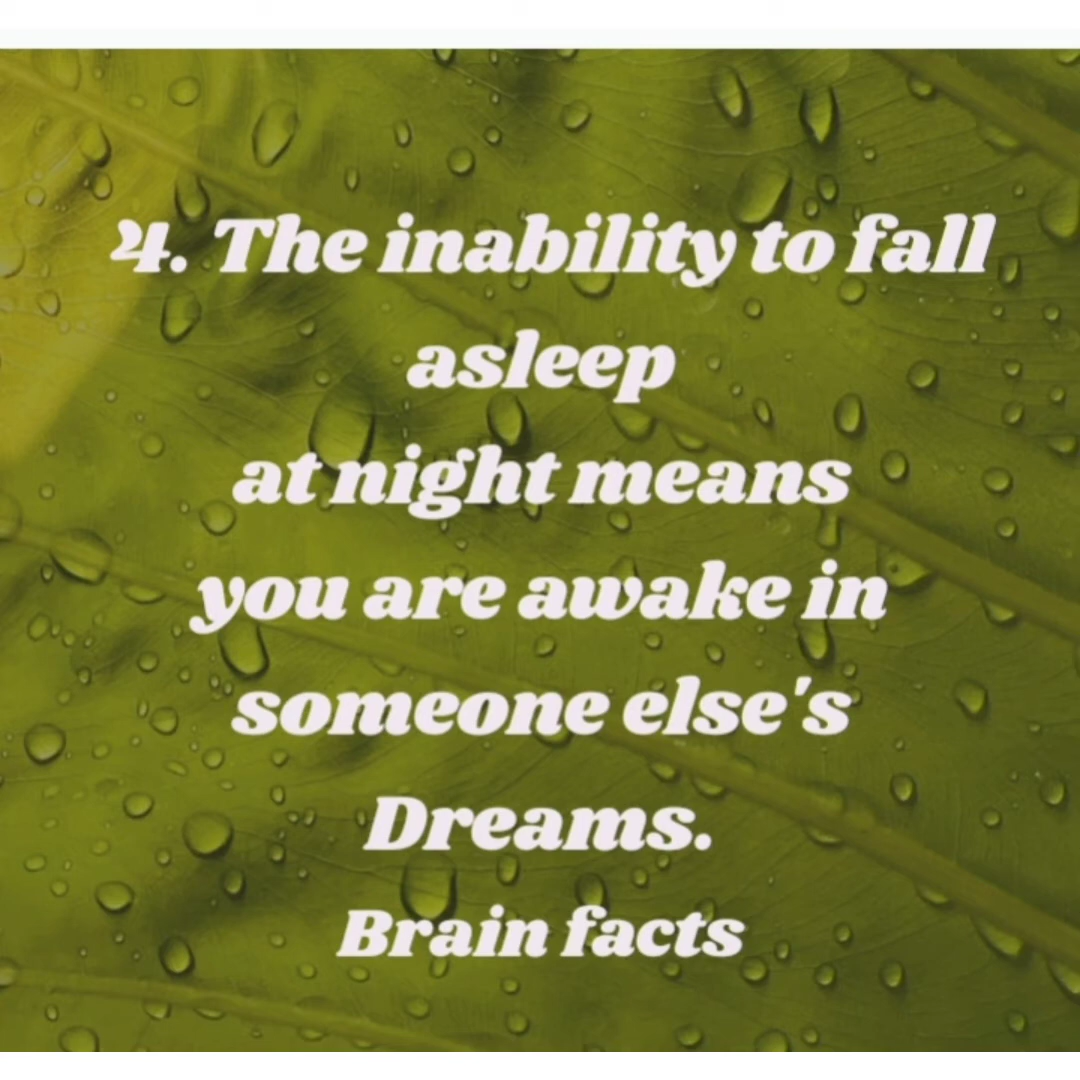 4. The inability to fall
asleep
at night means
you are awake in
someone else's
Dreams.
Brain facts